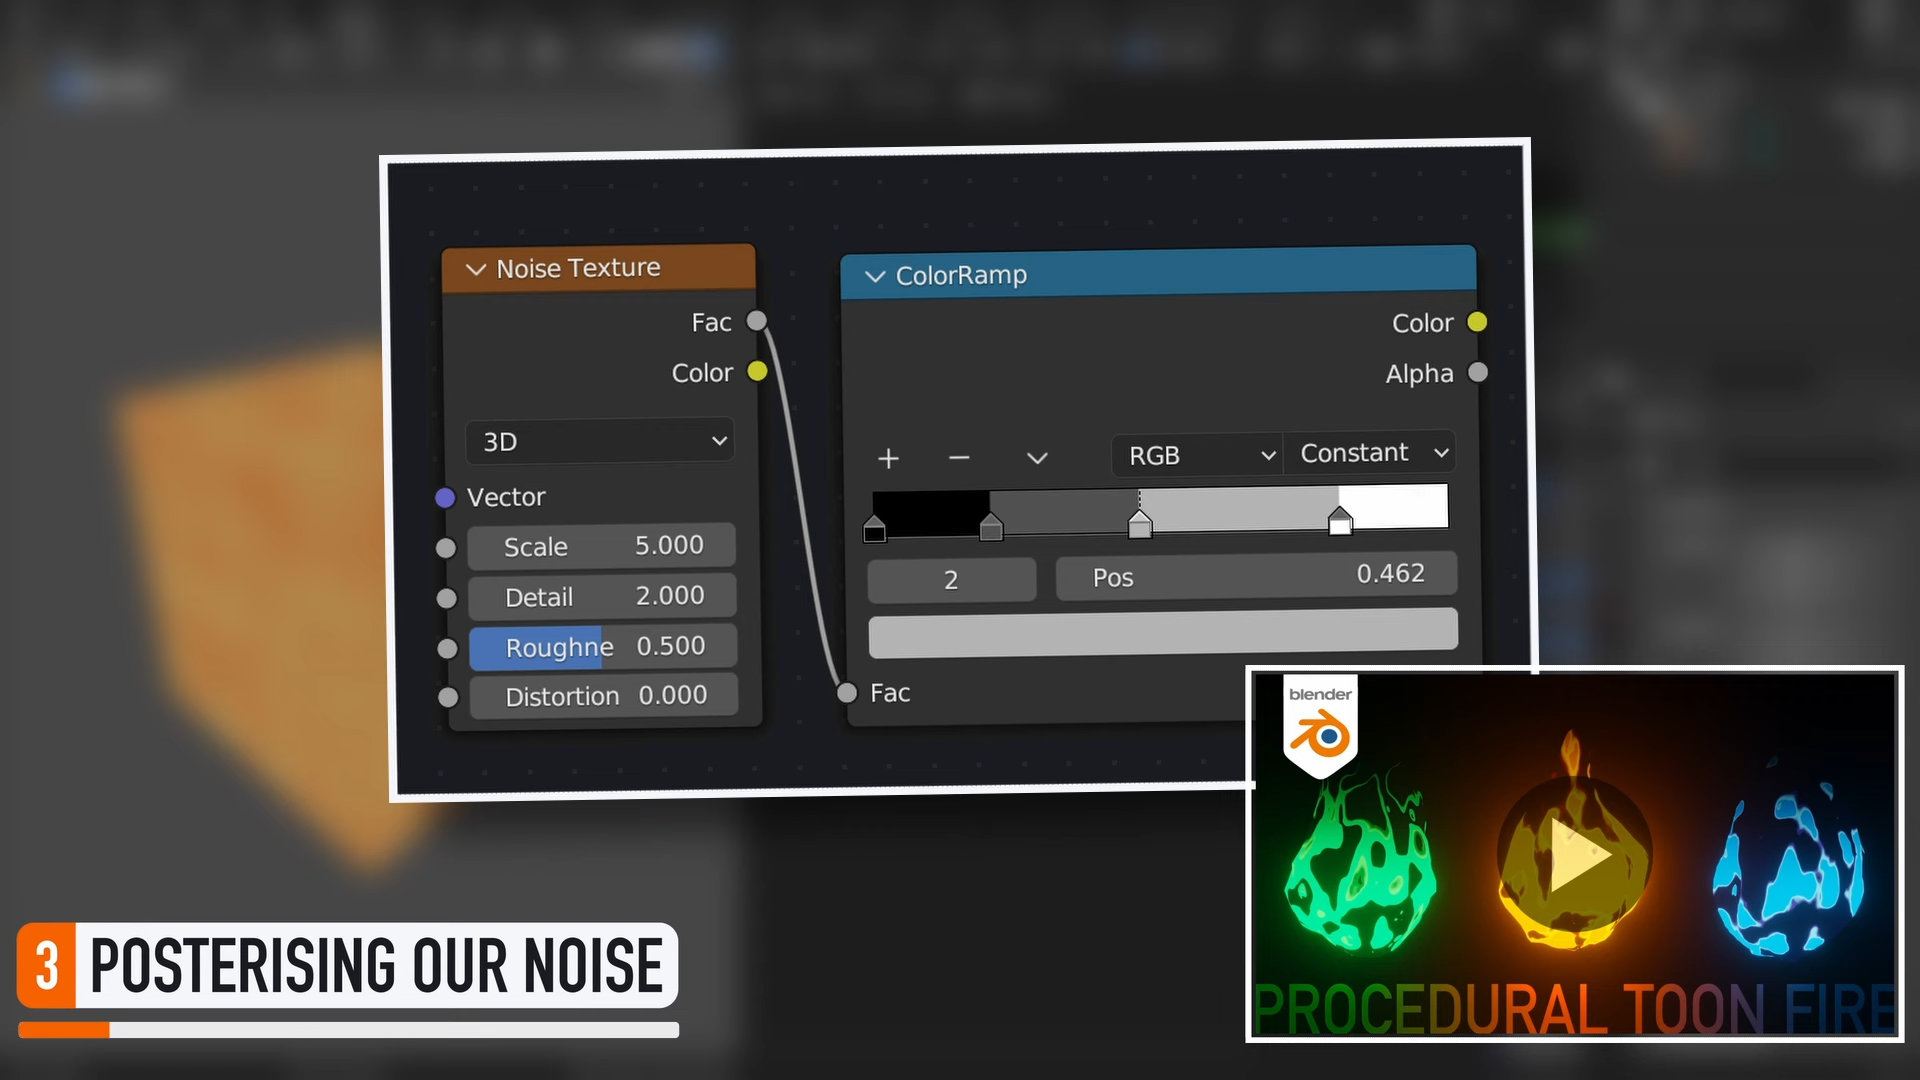 Noise Texture
Fac
Color
3D
Vector
Scale 5.000
Detail 2.000
Roughne 0.500
Distortion 0.000
ColorRamp
Color
Alpha
RGB
Constant
2
Pos 0.462
Fac
blender
PROCEDURAL TOON FIRE
3 POSTERISING OUR NOISE